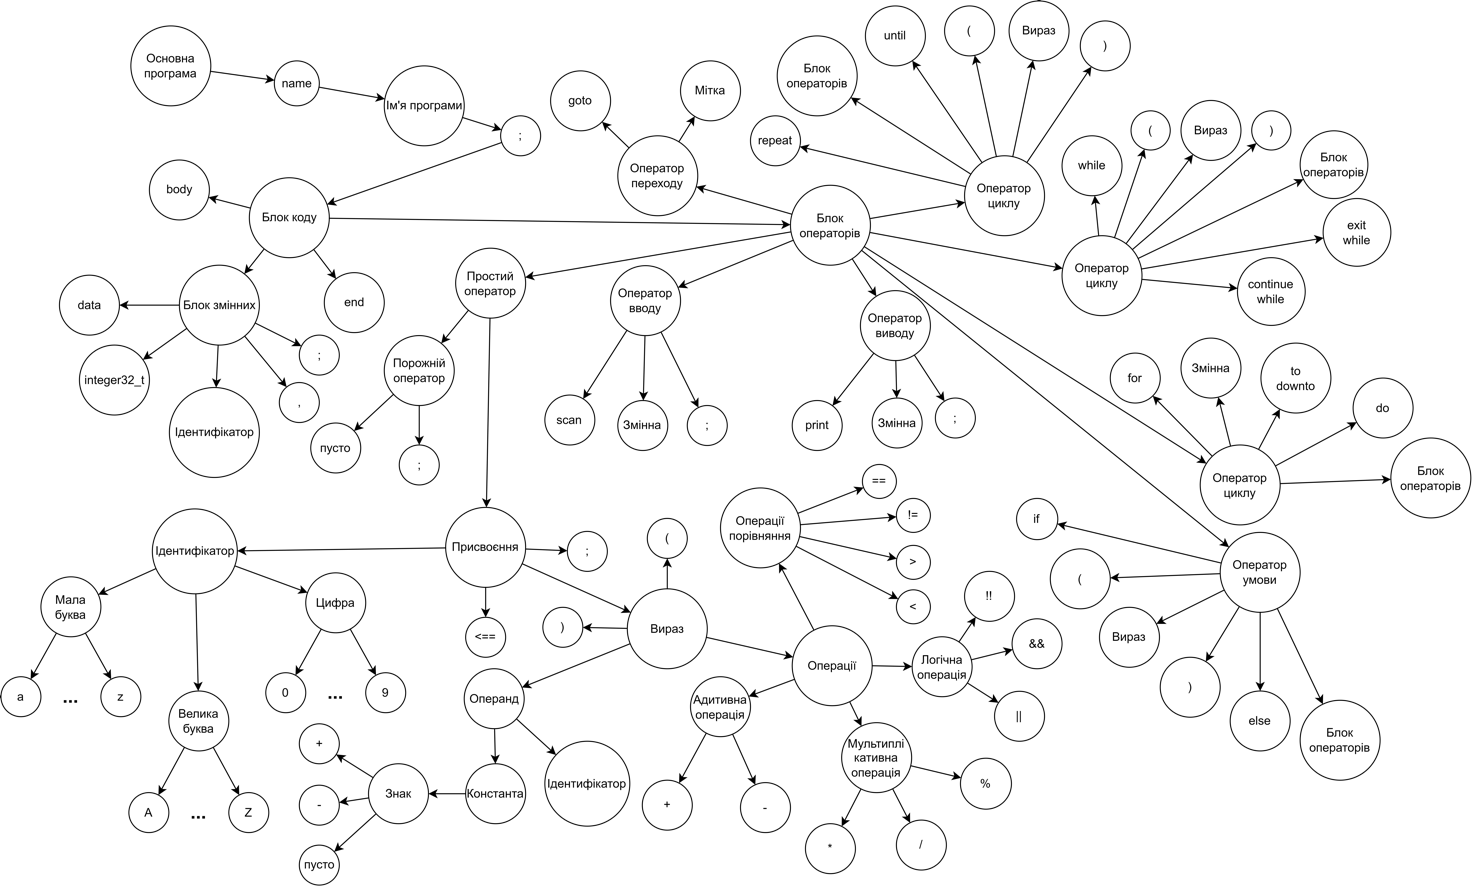 Основна
програма
name
Ім'я програми
;
goto
Мітка
Оператор
переходу
Блок
операторів
until
(
Вираз
)
repeat
Оператор
циклу
while
(
Вираз
)
Блок
операторів
exit
while
continue
while
Оператор
циклу
body
Блок коду
Блок
операторів
data
Блок змінних
end
integer32_t
Ідентифікатор
,
;
Простий
оператор
Порожній
оператор
пусто
;
Оператор
вводу
scan
Змінна
;
Оператор
виводу
print
Змінна
;
for
Змінна
to
downto
do
Оператор
циклу
Блок
операторів
Ідентифікатор
Присвоєння
;
<==
Мала
буква
a
...
z
Цифра
0
...
9
Велика
буква
A
...
Z
(
)
Вираз
Операнд
Константа
Ідентифікатор
Знак
+
-
пусто
Операції
порівняння
==
!=
>
<
Операції
Логічна
операція
!!
&&
||
Адитивна
операція
+
-
Мультиплі
кативна
операція
%
*
/
if
(
Вираз
)
else
Блок
операторів
Оператор
умови